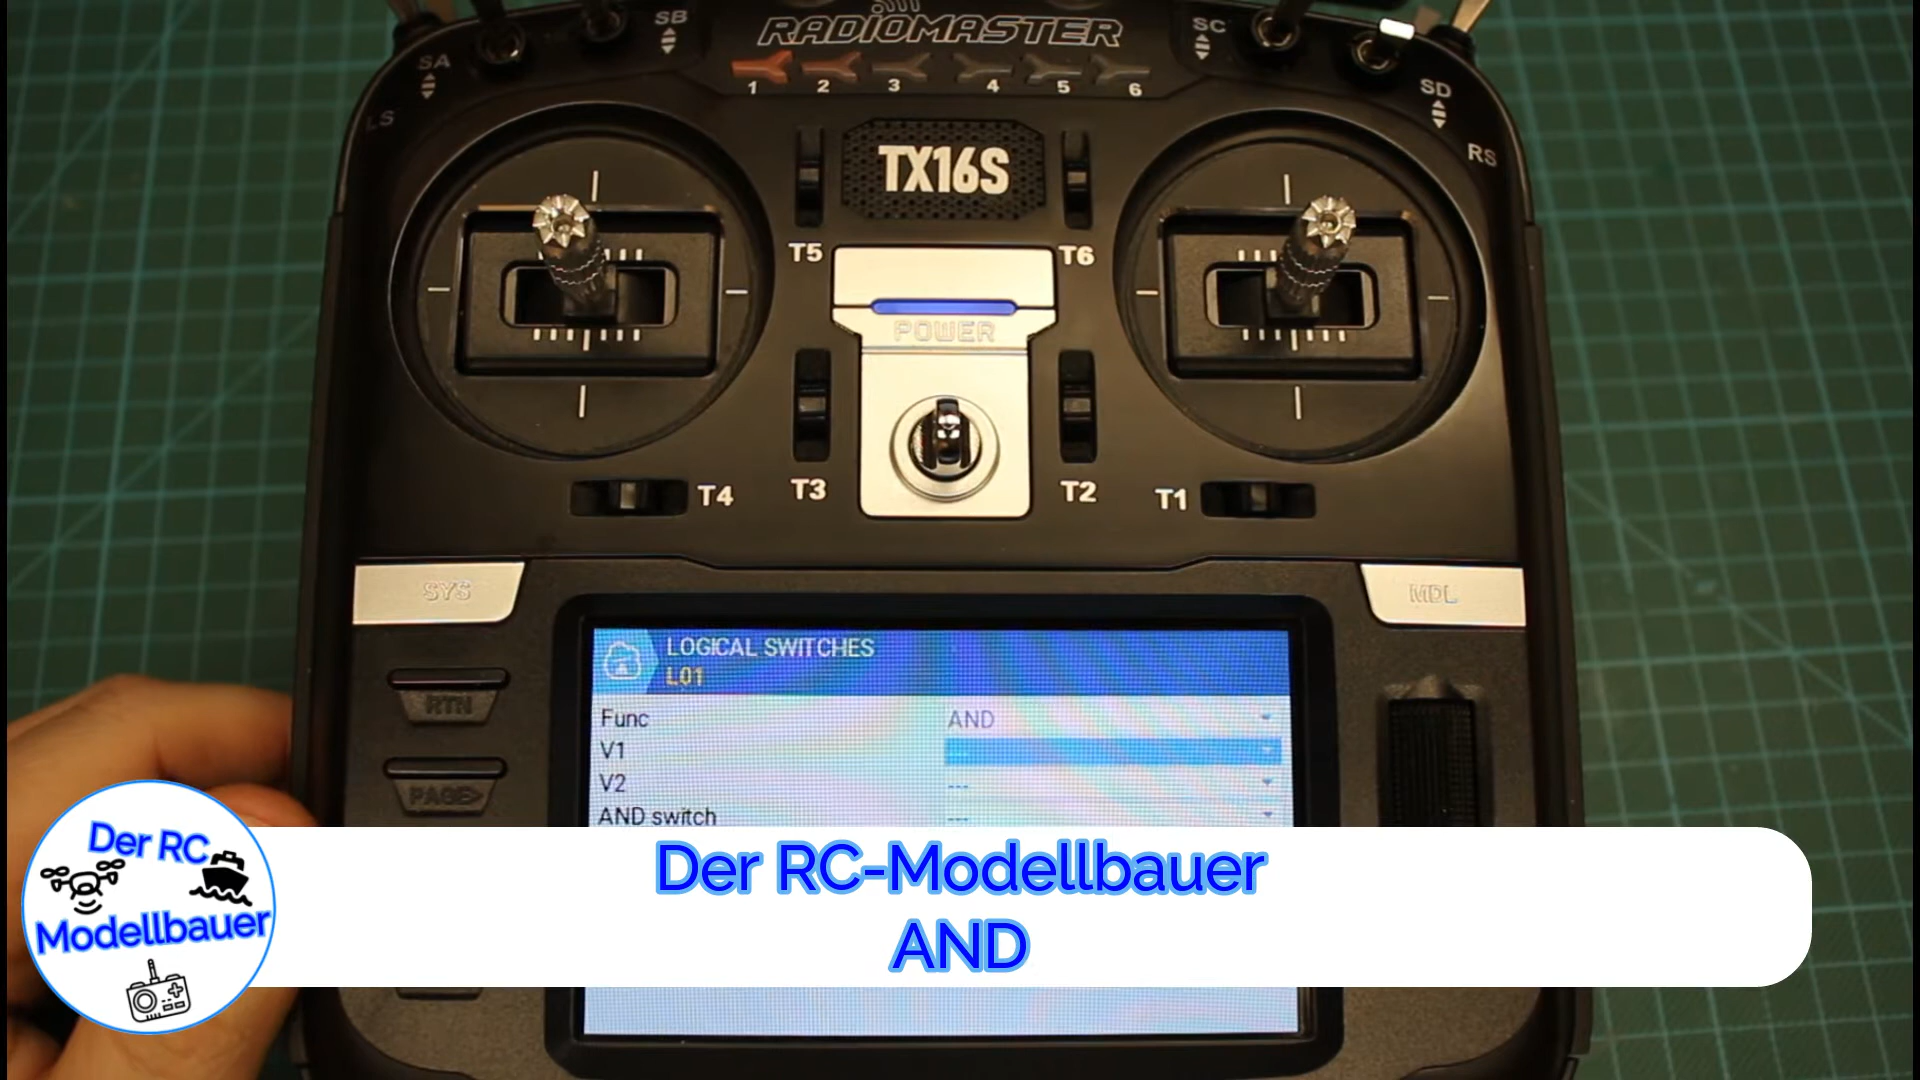 SB
RADIOMASTER
SC
SA
SD
1 2 3 4 5 6
LS
RS
TX16S
T5
T6
POWER
T4
T3
T2
T1
SYS
MDL
LOGICAL SWITCHES
L01
RTN
Func AND
V1 ---
V2 ---
PAGE>
AND switch ---
Der RC
Modellbauer
Der RC-Modellbauer
AND